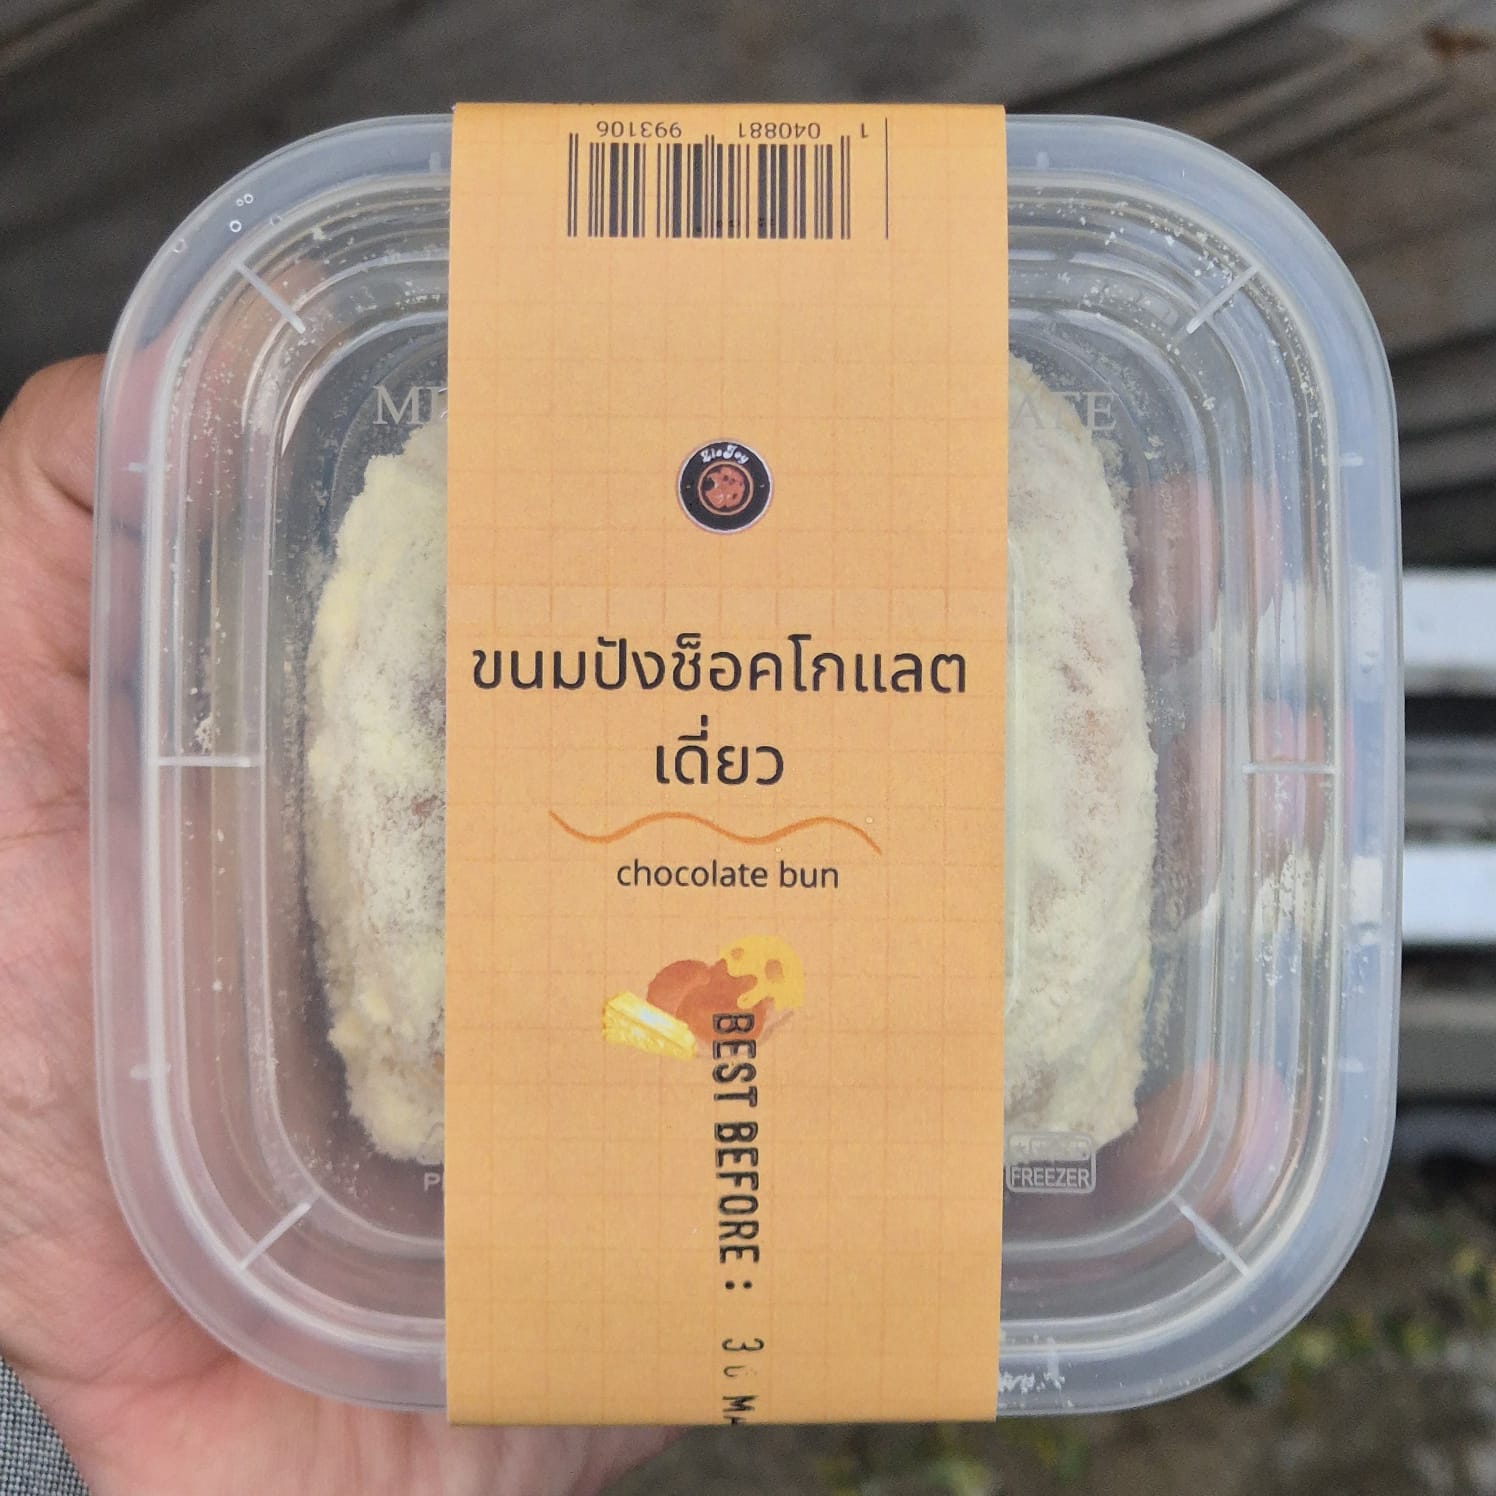 1 040881 993106
ZleJoy
ขนมปังช็อคโกแลต
เดี่ยว
chocolate bun
BEST BEFORE :
FREEZER